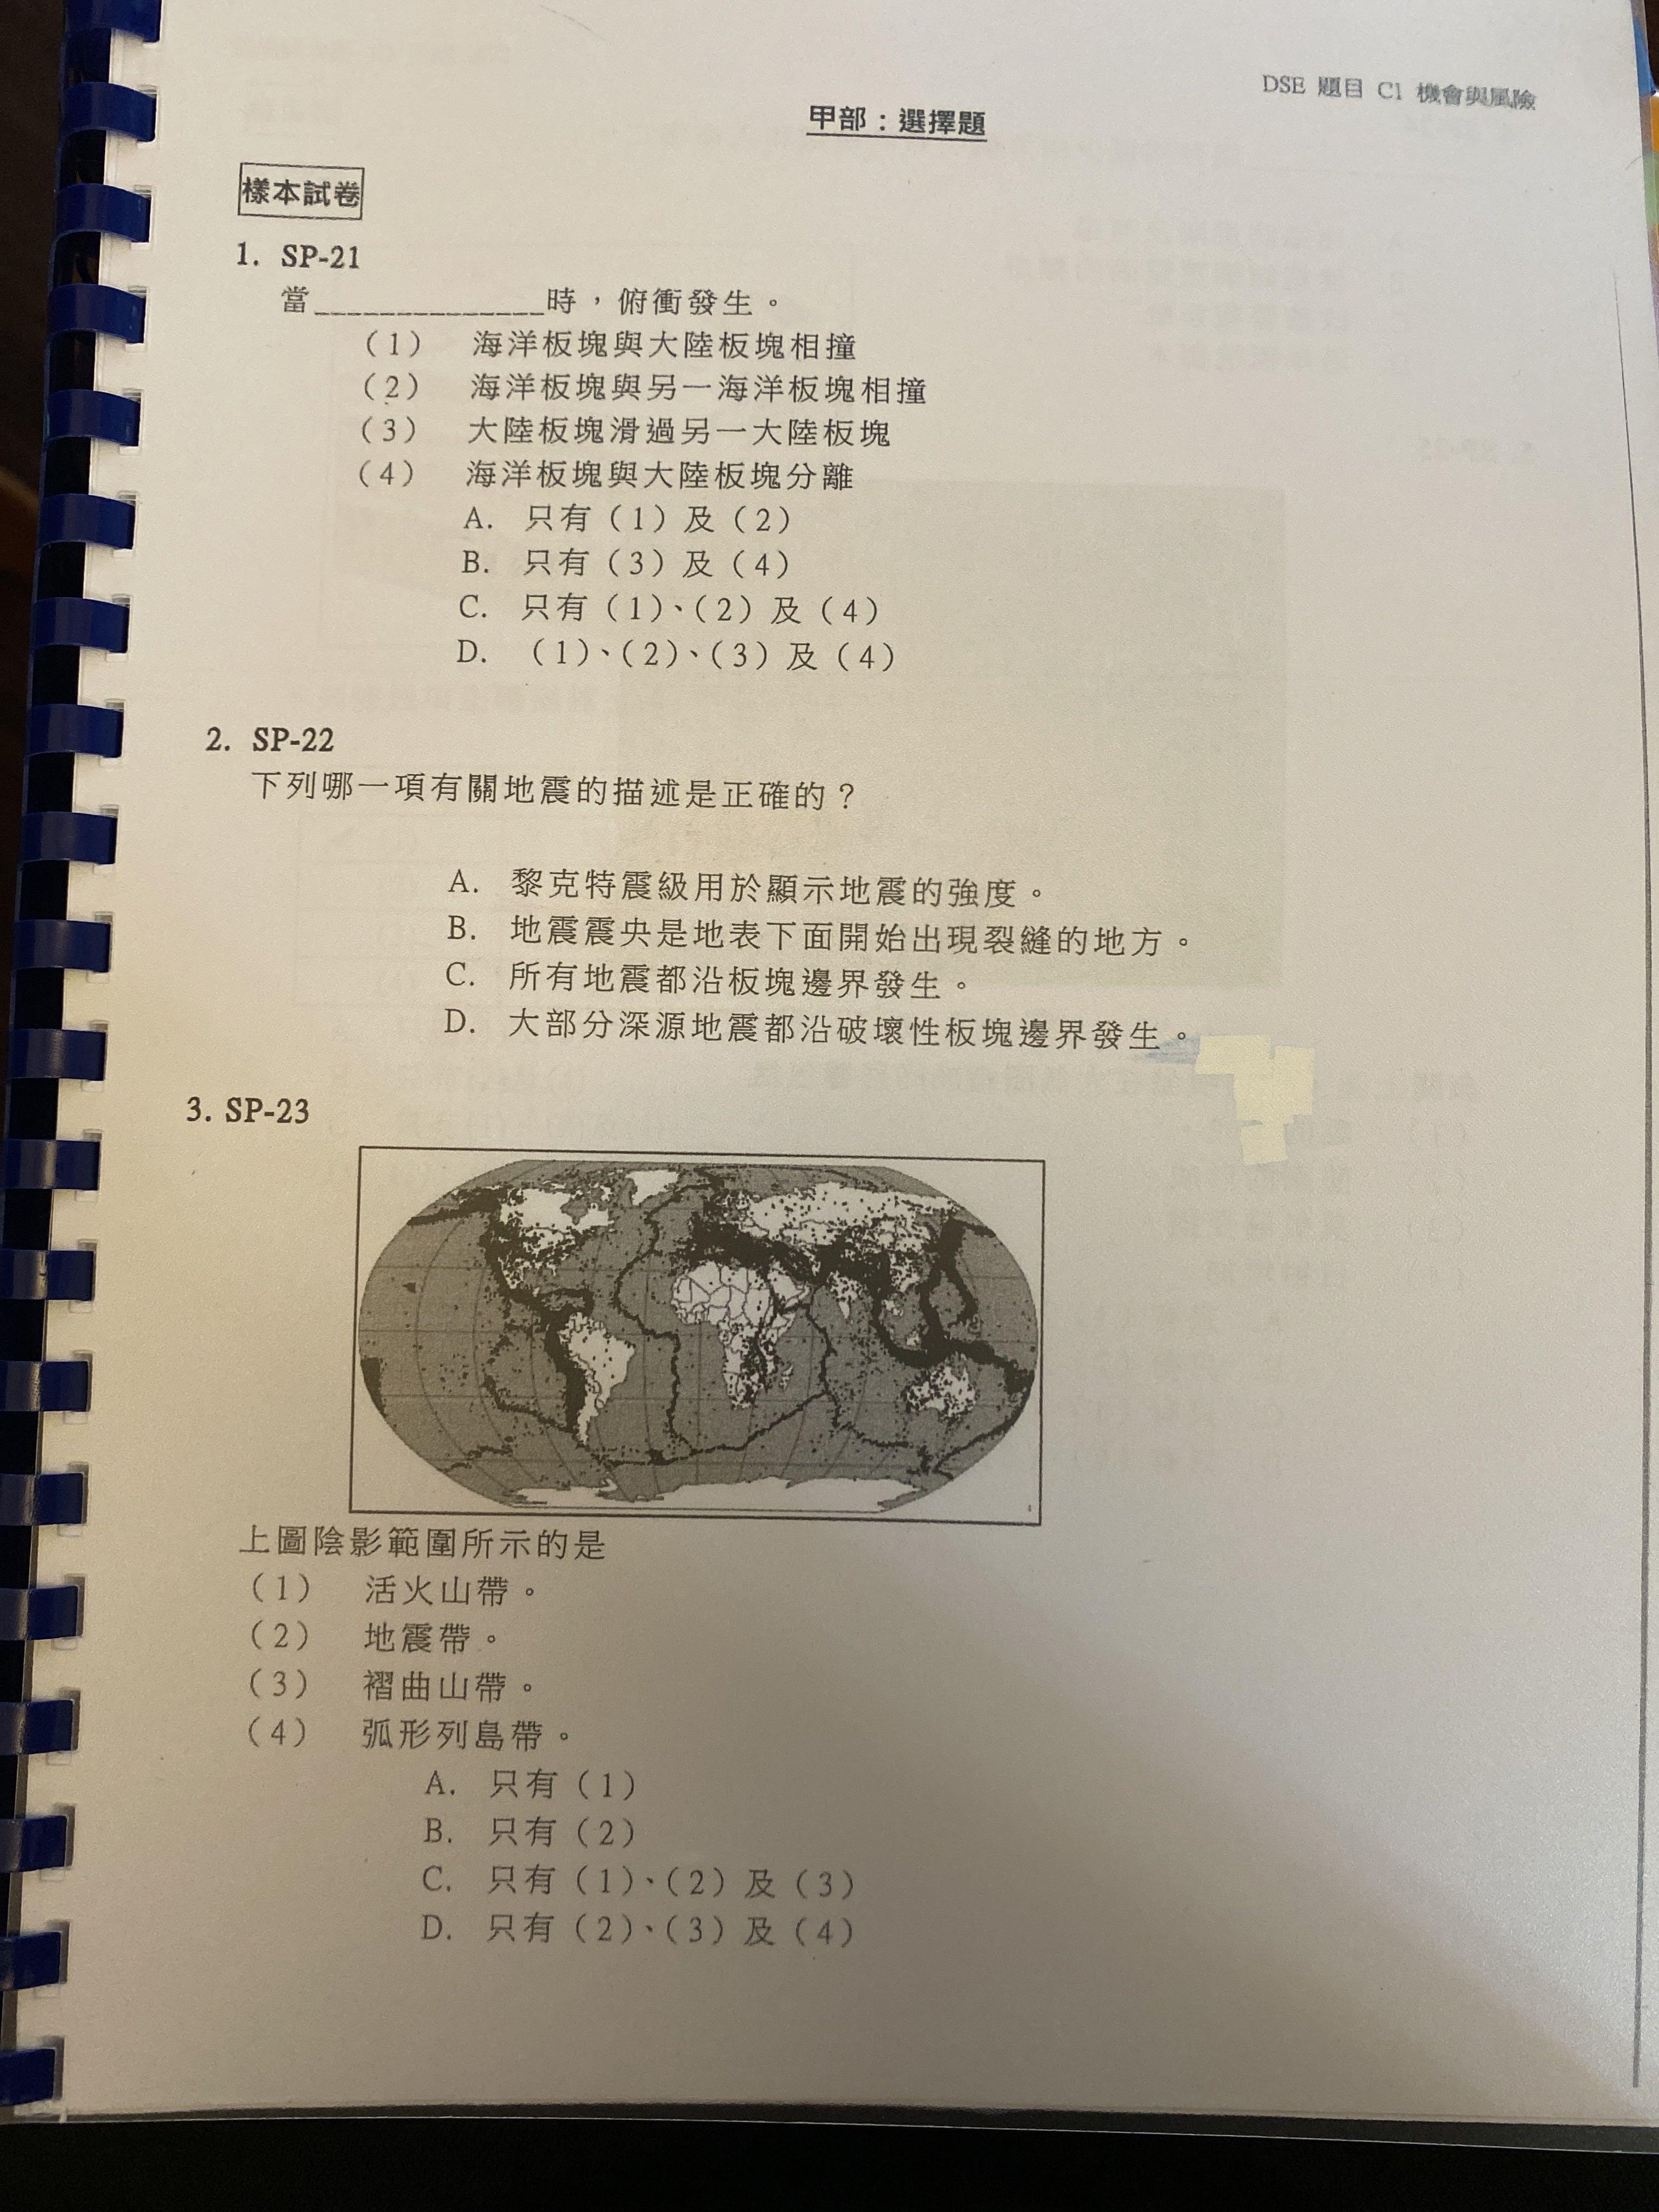 DSE 題目 C1 機會與風險
甲部：選擇題
樣本試卷
1. SP-21
當______________時，俯衝發生。
（1） 海洋板塊與大陸板塊相撞
（2） 海洋板塊與另一海洋板塊相撞
（3） 大陸板塊滑過另一大陸板塊
（4） 海洋板塊與大陸板塊分離
A. 只有（1）及（2）
B. 只有（3）及（4）
C. 只有（1）、（2）及（4）
D. （1）、（2）、（3）及（4）
2. SP-22
下列哪一項有關地震的描述是正確的？
A. 黎克特震級用於顯示地震的強度。
B. 地震震央是地表下面開始出現裂縫的地方。
C. 所有地震都沿板塊邊界發生。
D. 大部分深源地震都沿破壞性板塊邊界發生。
3. SP-23
上圖陰影範圍所示的是
（1） 活火山帶。
（2） 地震帶。
（3） 褶曲山帶。
（4） 弧形列島帶。
A. 只有（1）
B. 只有（2）
C. 只有（1）、（2）及（3）
D. 只有（2）、（3）及（4）